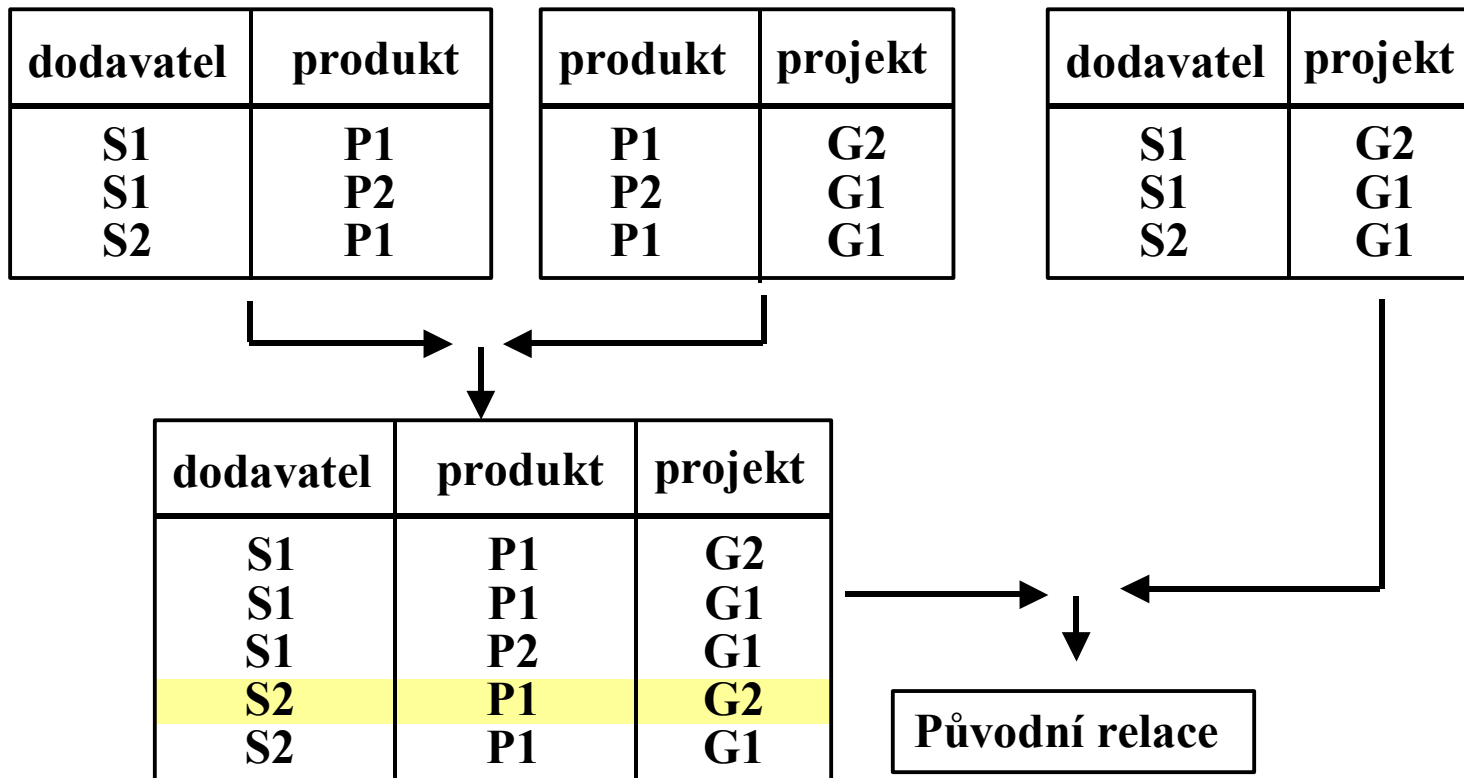 dodavatel produkt
S1 P1
S1 P2
S2 P1
produkt projekt
P1 G2
P2 G1
P1 G1
dodavatel projekt
S1 G2
S1 G1
S2 G1
dodavatel produkt projekt
S1 P1 G2
S1 P1 G1
S1 P2 G1
S2 P1 G2
S2 P1 G1
Původní relace